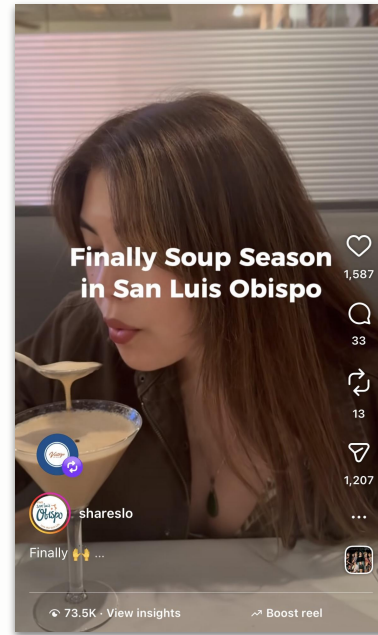 Finally Soup Season
in San Luis Obispo
1,587
33
13
1,207
Obispo
shareslo
Finally 🙌 ...
73.5K · View insights
Boost reel